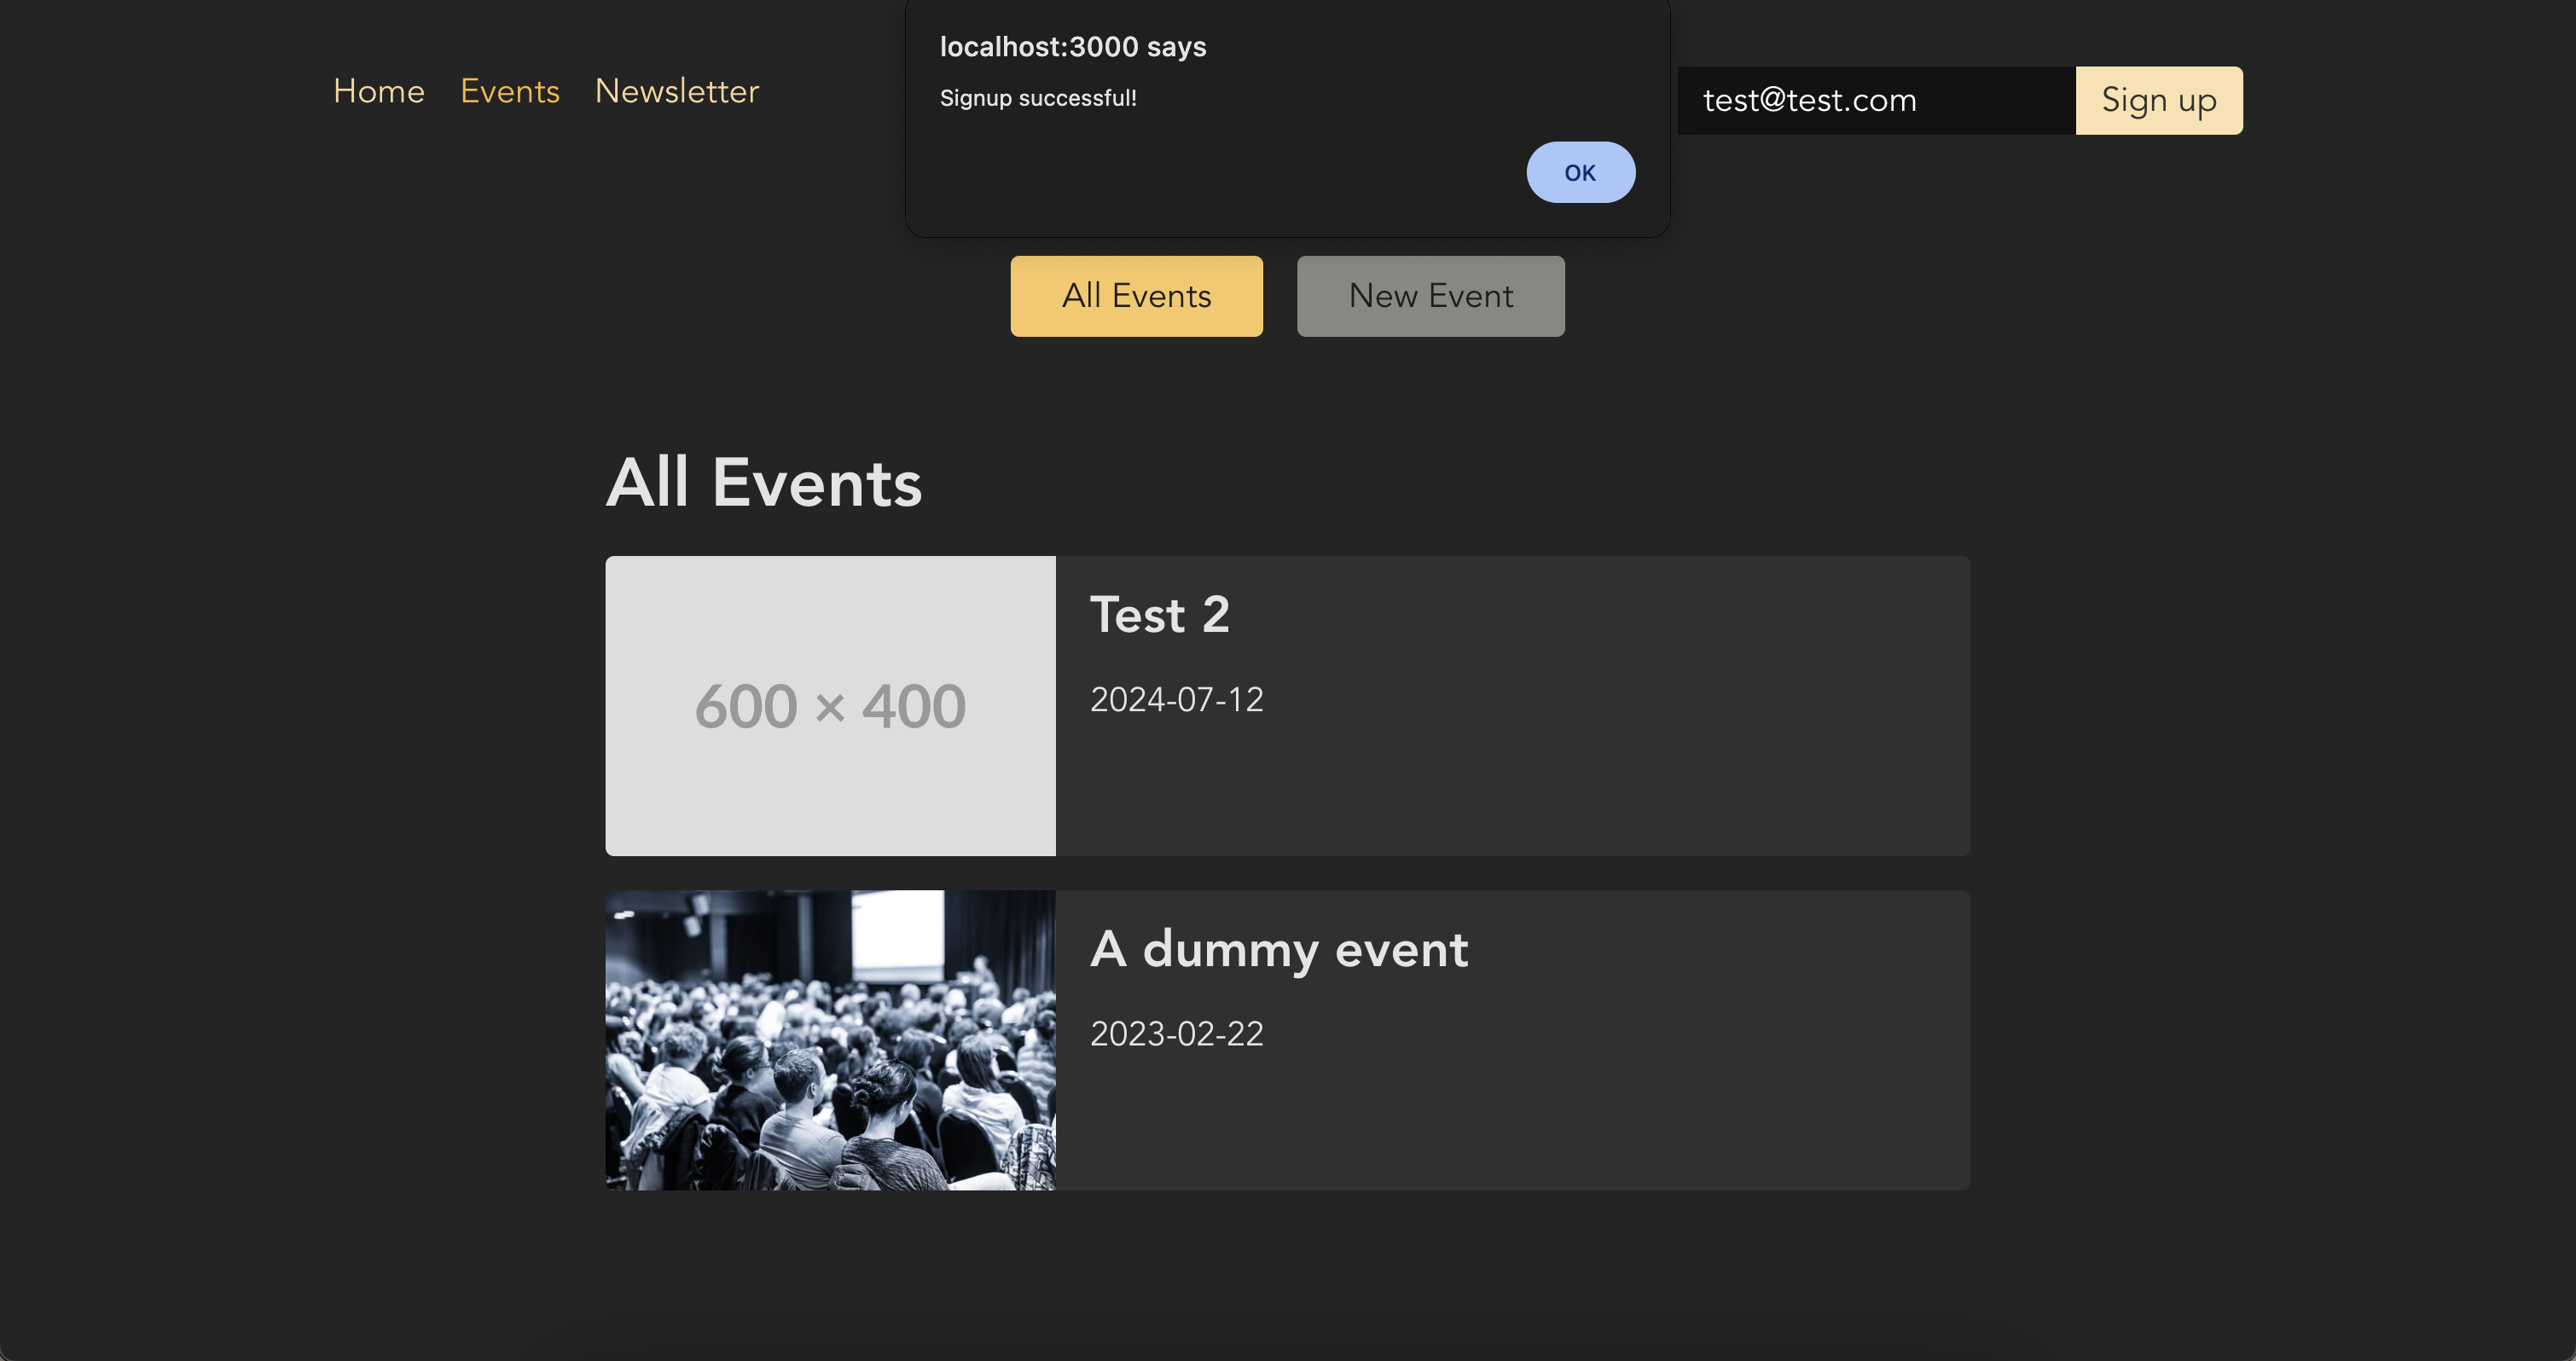 localhost:3000 says
Signup successful!
OK
Home Events Newsletter
test@test.com Sign up
All Events New Event
All Events
600 × 400
Test 2
2024-07-12
A dummy event
2023-02-22